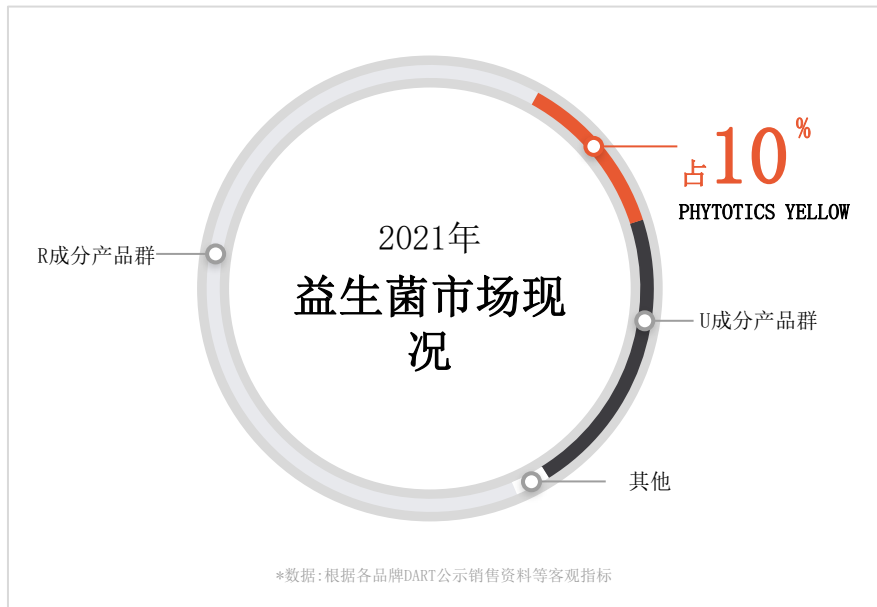 占10%
PHYTOTICS YELLOW
2021年
R成分产品群
益生菌市场现
况
U成分产品群
其他
*数据:根据各品牌DART公示销售资料等客观指标